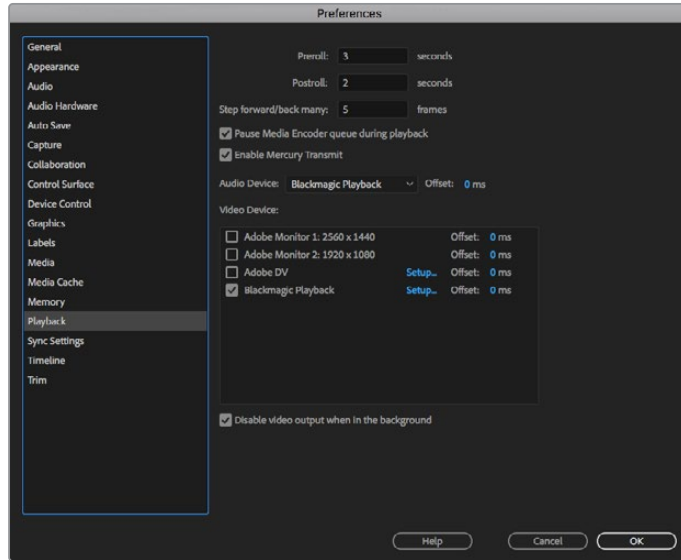 Preferences
General
Appearance
Audio
Audio Hardware
Auto Save
Capture
Collaboration
Control Surface
Device Control
Graphics
Labels
Media
Media Cache
Memory
Playback
Sync Settings
Timeline
Trim
Preroll: 3 seconds
Postroll: 2 seconds
Step forward/back many: 5 frames
Pause Media Encoder queue during playback
Enable Mercury Transmit
Audio Device: Blackmagic Playback Offset: 0 ms
Video Device:
Adobe Monitor 1: 2560 x 1440 Offset: 0 ms
Adobe Monitor 2: 1920 x 1080 Offset: 0 ms
Adobe DV Setup... Offset: 0 ms
Blackmagic Playback Setup... Offset: 0 ms
Disable video output when in the background
Help Cancel OK